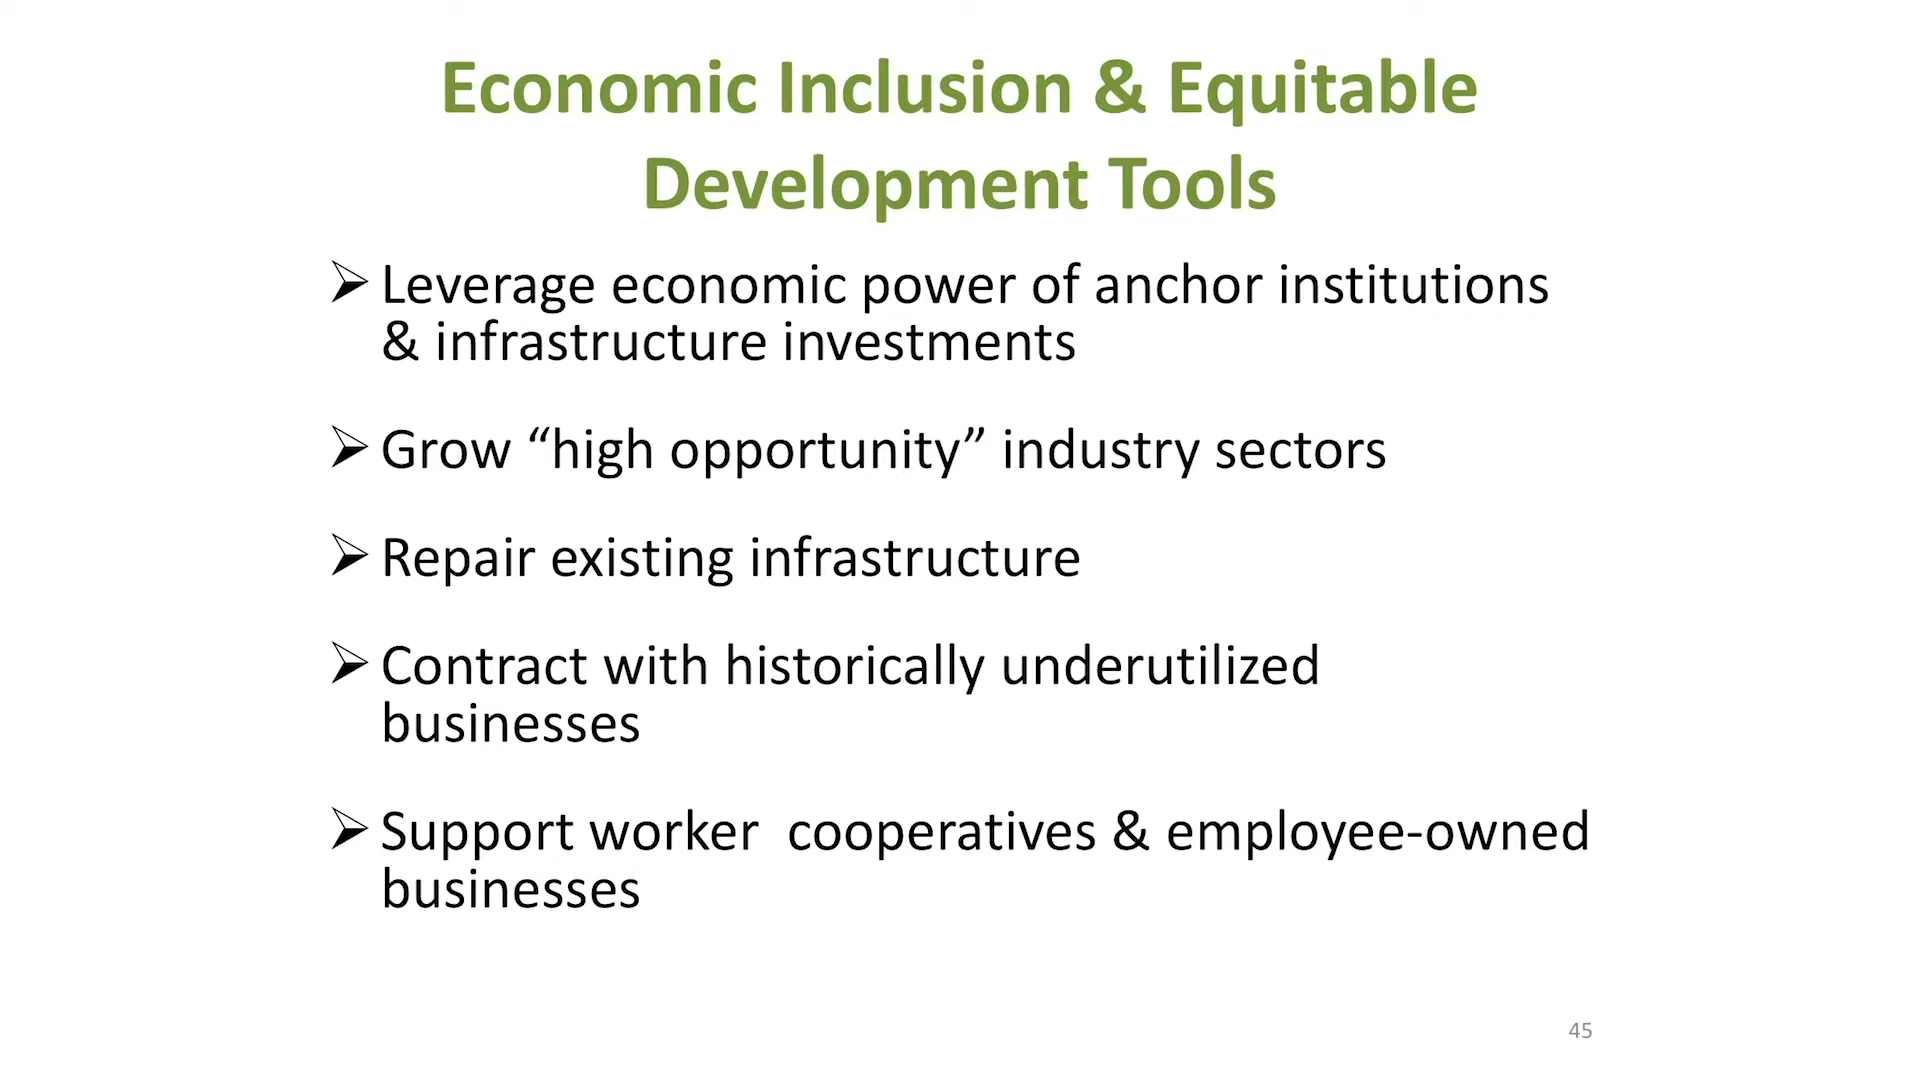 Economic Inclusion & Equitable
Development Tools
➢ Leverage economic power of anchor institutions
& infrastructure investments
➢ Grow “high opportunity” industry sectors
➢ Repair existing infrastructure
➢ Contract with historically underutilized
businesses
➢ Support worker  cooperatives & employee-owned
businesses
45